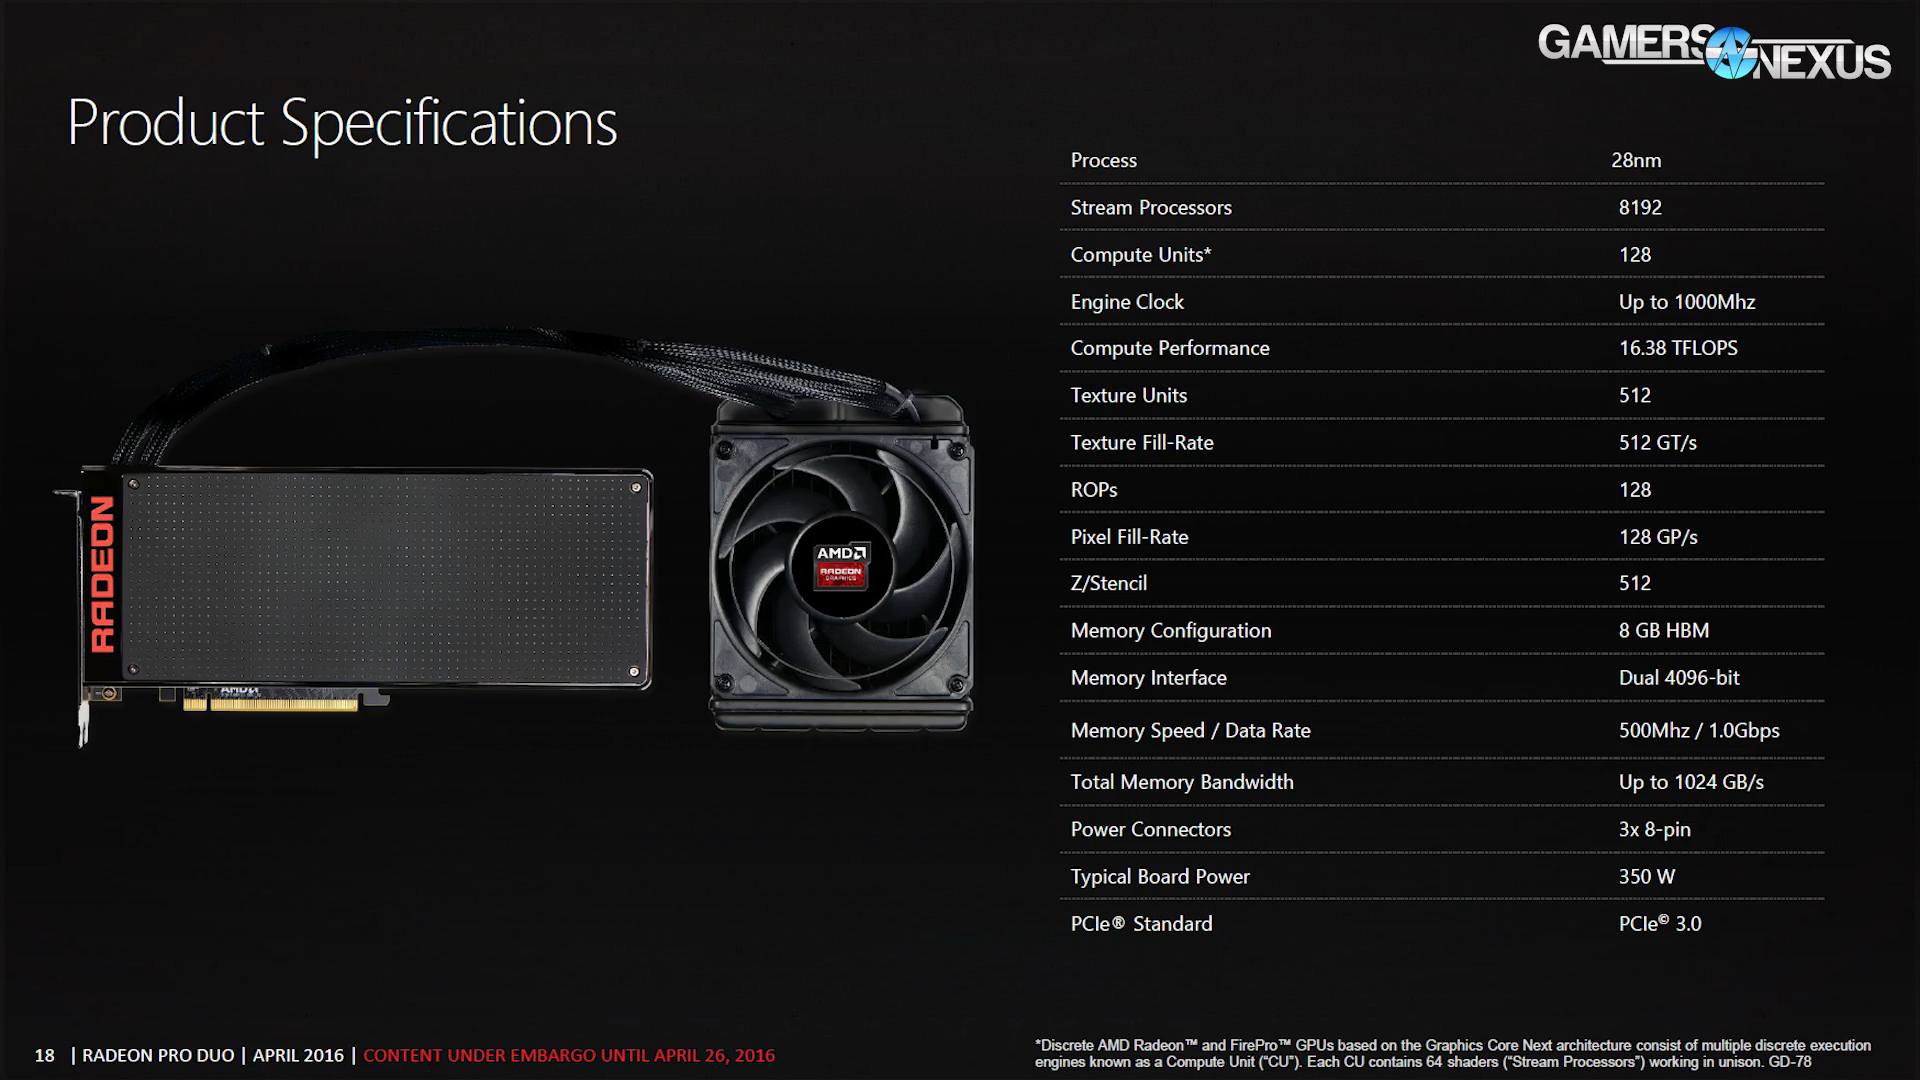 GAMERS NEXUS
Product Specifications
Process 28nm
Stream Processors 8192
Compute Units* 128
Engine Clock Up to 1000Mhz
Compute Performance 16.38 TFLOPS
Texture Units 512
Texture Fill-Rate 512 GT/s
ROPs 128
Pixel Fill-Rate 128 GP/s
Z/Stencil 512
Memory Configuration 8 GB HBM
Memory Interface Dual 4096-bit
Memory Speed / Data Rate 500Mhz / 1.0Gbps
Total Memory Bandwidth Up to 1024 GB/s
Power Connectors 3x 8-pin
Typical Board Power 350 W
PCIe® Standard PCIe© 3.0
RADEON
AMD
AMD
RADEON
GRAPHICS
18 | RADEON PRO DUO | APRIL 2016 | CONTENT UNDER EMBARGO UNTIL APRIL 26, 2016
*Discrete AMD Radeon™ and FirePro™ GPUs based on the Graphics Core Next architecture consist of multiple discrete execution
engines known as a Compute Unit (“CU”). Each CU contains 64 shaders (“Stream Processors”) working in unison. GD-78